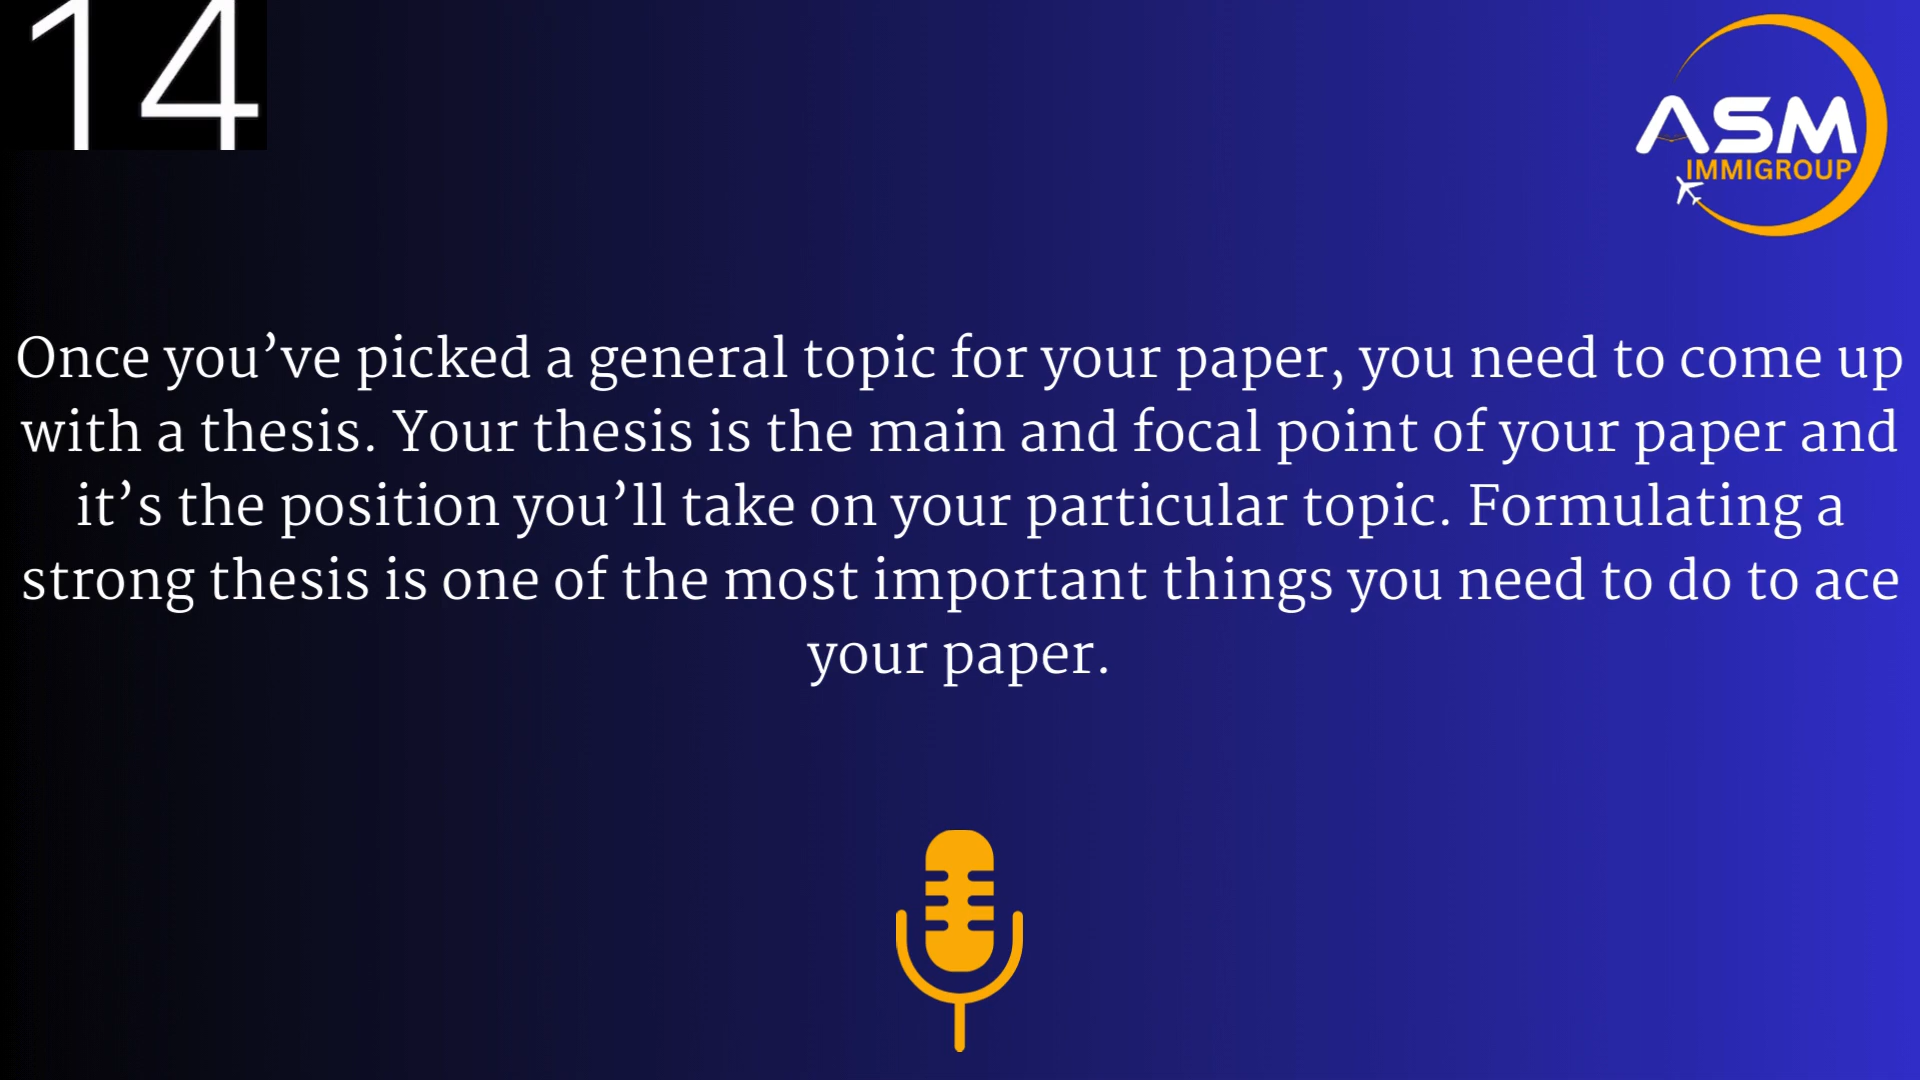 14
ASM
IMMIGROUP
Once you’ve picked a general topic for your paper, you need to come up
with a thesis. Your thesis is the main and focal point of your paper and
it’s the position you’ll take on your particular topic. Formulating a
strong thesis is one of the most important things you need to do to ace
your paper.